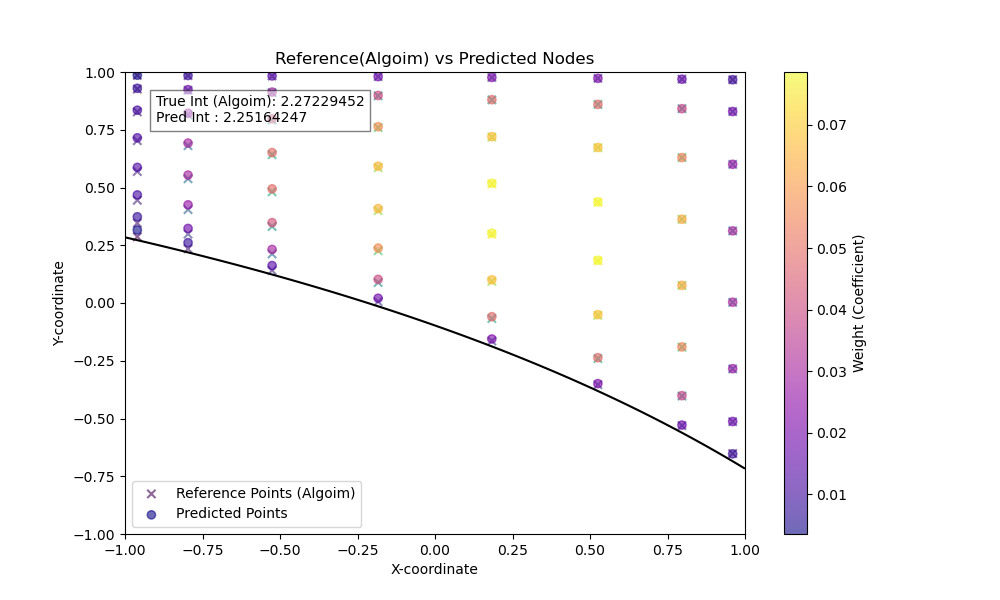 Reference(Algoim) vs Predicted Nodes
True Int (Algoim): 2.27229452
Pred Int : 2.25164247
1.00
0.75
0.50
0.25
0.00
−0.25
−0.50
−0.75
−1.00
Y-coordinate
Reference Points (Algoim)
Predicted Points
−1.00 −0.75 −0.50 −0.25 0.00 0.25 0.50 0.75 1.00
X-coordinate
0.07
0.06
0.05
0.04
0.03
0.02
0.01
Weight (Coefficient)